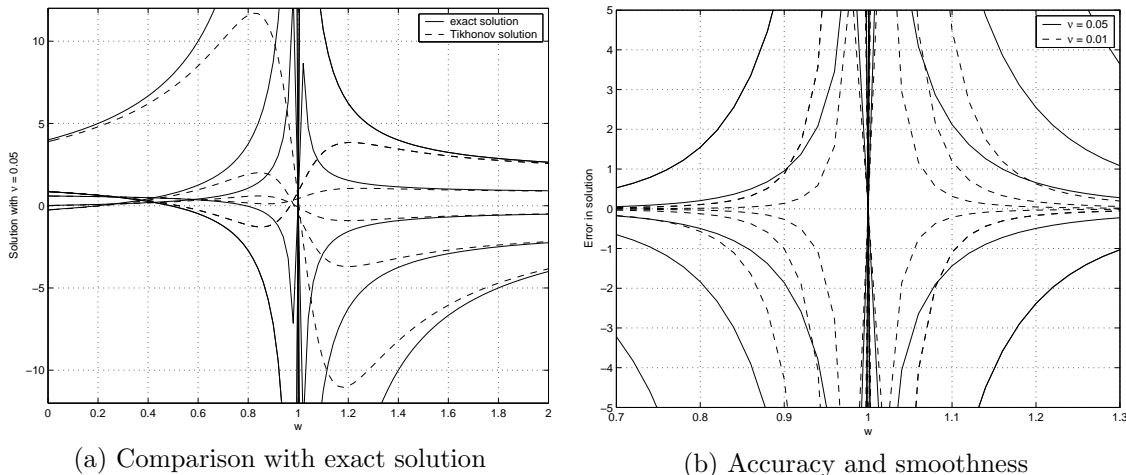 exact solution
Tikhonov solution
10
5
0
−5
−10
Solution with ν = 0.05
0 0.2 0.4 0.6 0.8 1 1.2 1.4 1.6 1.8 2
w
(a) Comparison with exact solution
ν = 0.05
ν = 0.01
5
4
3
2
1
0
−1
−2
−3
−4
−5
Error in solution
0.7 0.8 0.9 1 1.1 1.2 1.3
w
(b) Accuracy and smoothness